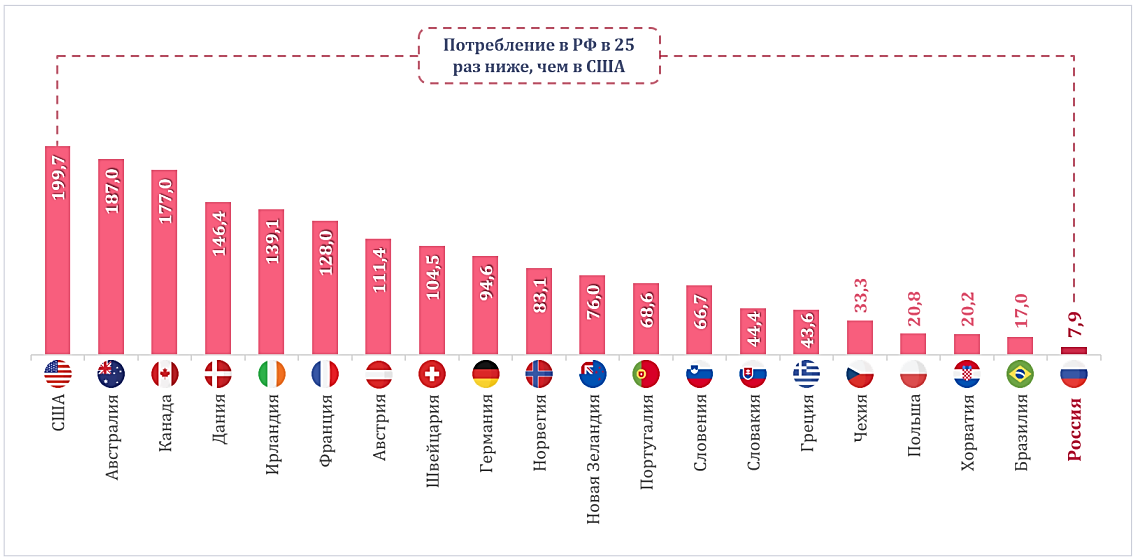 Потребление в РФ в 25
раз ниже, чем в США
199,7
187,0
177,0
146,4
139,1
128,0
111,4
104,5
94,6
83,1
76,0
68,6
66,7
44,4
43,6
33,3
20,8
20,2
17,0
7,9
США
Австралия
Канада
Дания
Ирландия
Франция
Австрия
Швейцария
Германия
Норвегия
Новая Зеландия
Португалия
Словения
Словакия
Греция
Чехия
Польша
Хорватия
Бразилия
Россия